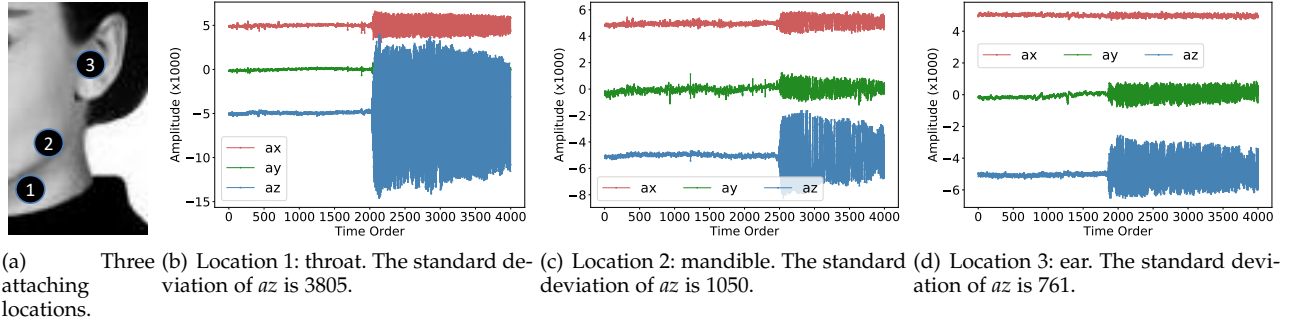 3
2
1
Amplitude (x1000)
5
0
−5
−10
−15
ax
ay
az
0 500 1000 1500 2000 2500 3000 3500 4000
Time Order
Amplitude (x1000)
6
4
2
0
−2
−4
−6
−8
ax ay az
0 500 1000 1500 2000 2500 3000 3500 4000
Time Order
Amplitude (x1000)
4
2
0
−2
−4
−6
ax ay az
0 500 1000 1500 2000 2500 3000 3500 4000
Time Order
(a) Three
attaching
locations.
(b) Location 1: throat. The standard de-
viation of az is 3805.
(c) Location 2: mandible. The standard
deviation of az is 1050.
(d) Location 3: ear. The standard devi-
ation of az is 761.